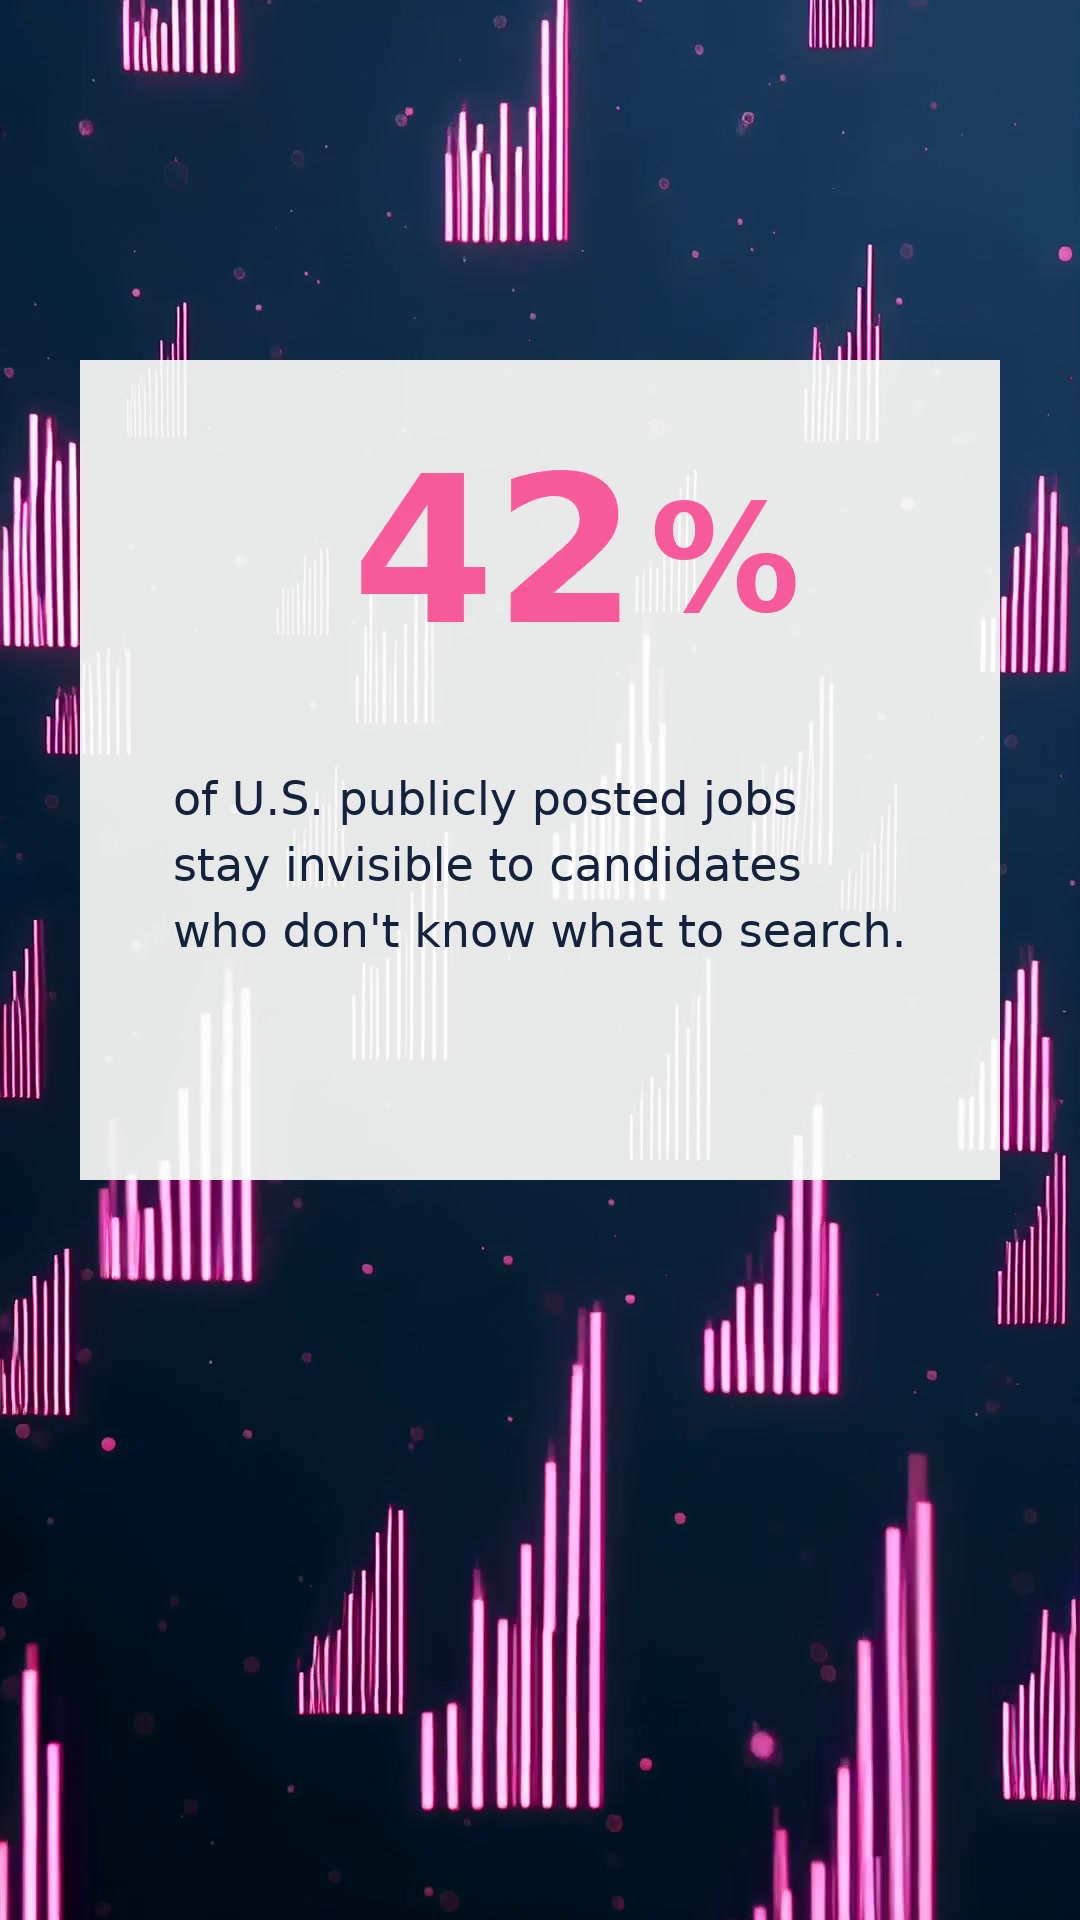 42%
of U.S. publicly posted jobs
stay invisible to candidates
who don't know what to search.